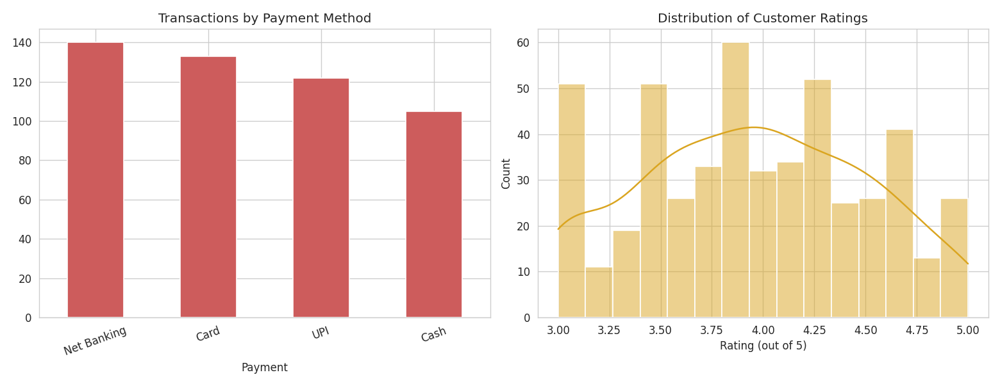 Transactions by Payment Method
140
120
100
80
60
40
20
0
Net Banking
Card
UPI
Cash
Payment
Distribution of Customer Ratings
60
50
40
30
20
10
0
Count
3.00
3.25
3.50
3.75
4.00
4.25
4.50
4.75
5.00
Rating (out of 5)